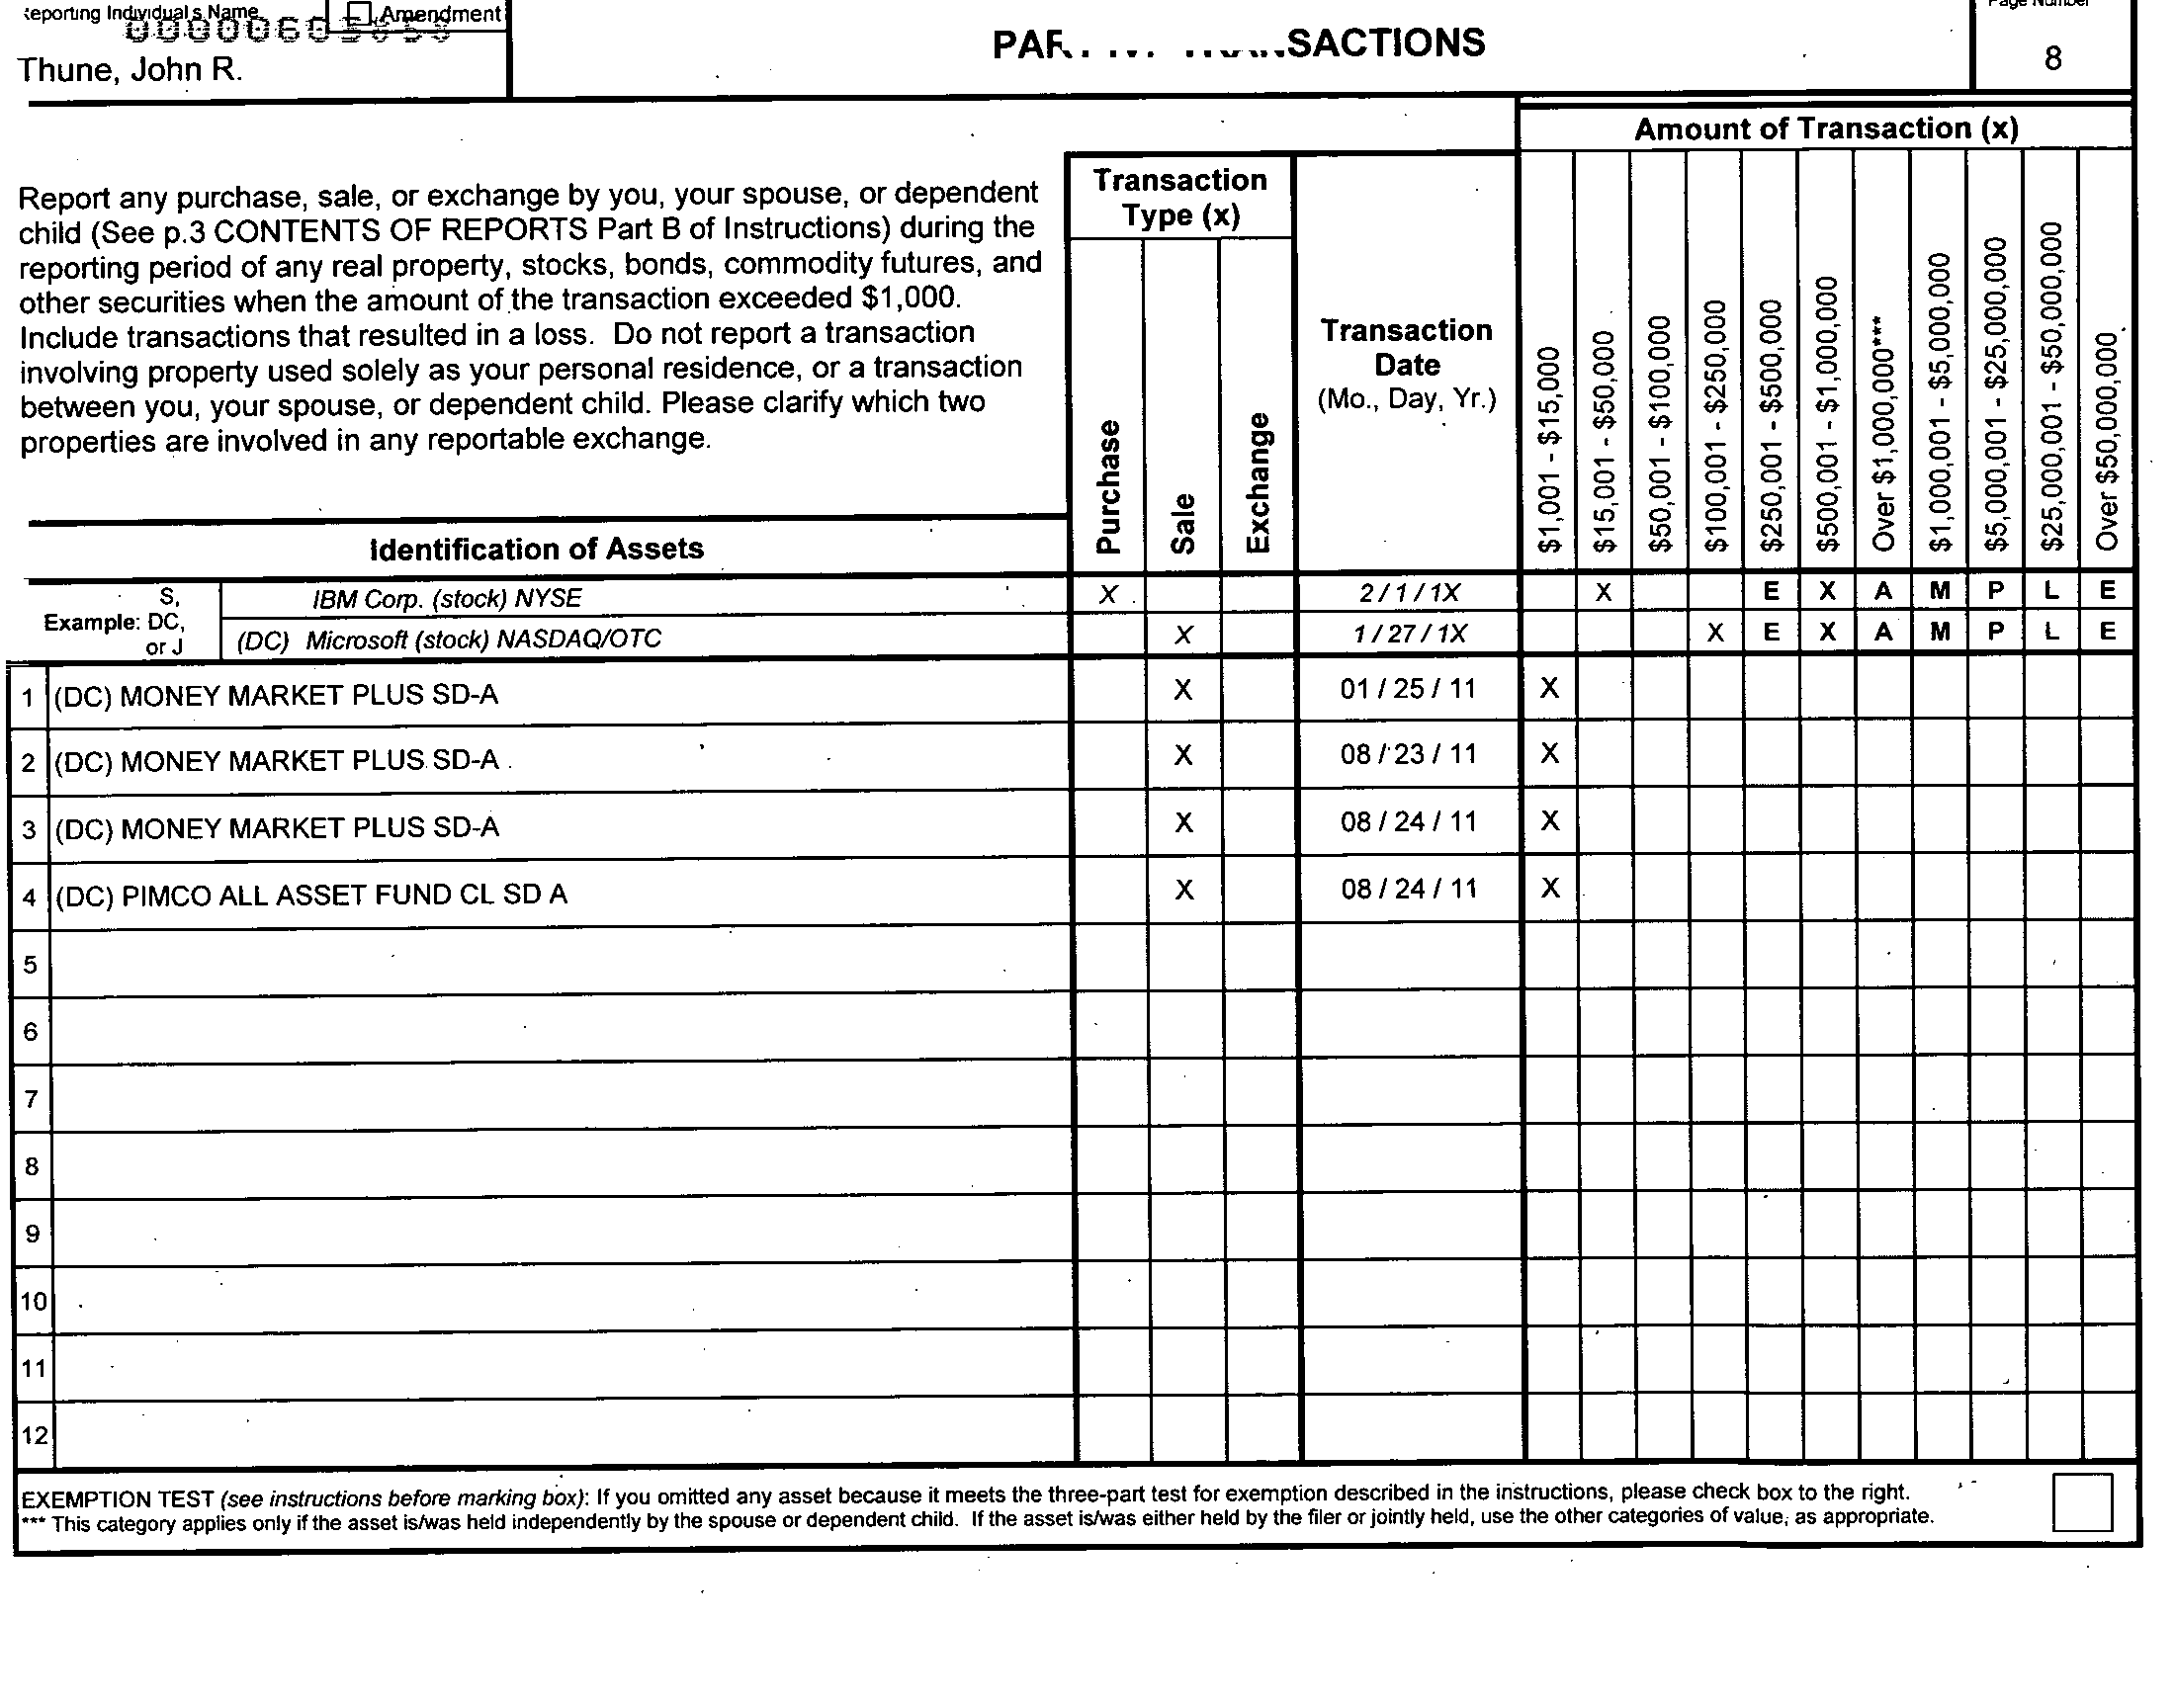 Reporting Individual's Name
Amendment
Thune, John R.
SACTIONS
Page Number
8
Amount of Transaction (x)
Report any purchase, sale, or exchange by you, your spouse, or dependent
child (See p.3 CONTENTS OF REPORTS Part B of Instructions) during the
reporting period of any real property, stocks, bonds, commodity futures, and
other securities when the amount of the transaction exceeded $1,000.
Include transactions that resulted in a loss. Do not report a transaction
involving property used solely as your personal residence, or a transaction
between you, your spouse, or dependent child. Please clarify which two
properties are involved in any reportable exchange.
Transaction
Type (x)
Purchase
Sale
Exchange
Transaction
Date
(Mo., Day, Yr.)
$1,001 - $15,000
$15,001 - $50,000
$50,001 - $100,000
$100,001 - $250,000
$250,001 - $500,000
$500,001 - $1,000,000
Over $1,000,000***
$1,000,001 - $5,000,000
$5,000,001 - $25,000,000
$25,000,001 - $50,000,000
Over $50,000,000
Identification of Assets
Example:
S,
DC,
or J
IBM Corp. (stock) NYSE X 2 / 1 / 1X X E X A M P L E
(DC) Microsoft (stock) NASDAQ/OTC X 1 / 27 / 1X X E X A M P L E
1 (DC) MONEY MARKET PLUS SD-A X 01 / 25 / 11 X
2 (DC) MONEY MARKET PLUS SD-A X 08 / 23 / 11 X
3 (DC) MONEY MARKET PLUS SD-A X 08 / 24 / 11 X
4 (DC) PIMCO ALL ASSET FUND CL SD A X 08 / 24 / 11 X
5
6
7
8
9
10
11
12
EXEMPTION TEST (see instructions before marking box): If you omitted any asset because it meets the three-part test for exemption described in the instructions, please check box to the right.
*** This category applies only if the asset is/was held independently by the spouse or dependent child. If the asset is/was either held by the filer or jointly held, use the other categories of value, as appropriate.